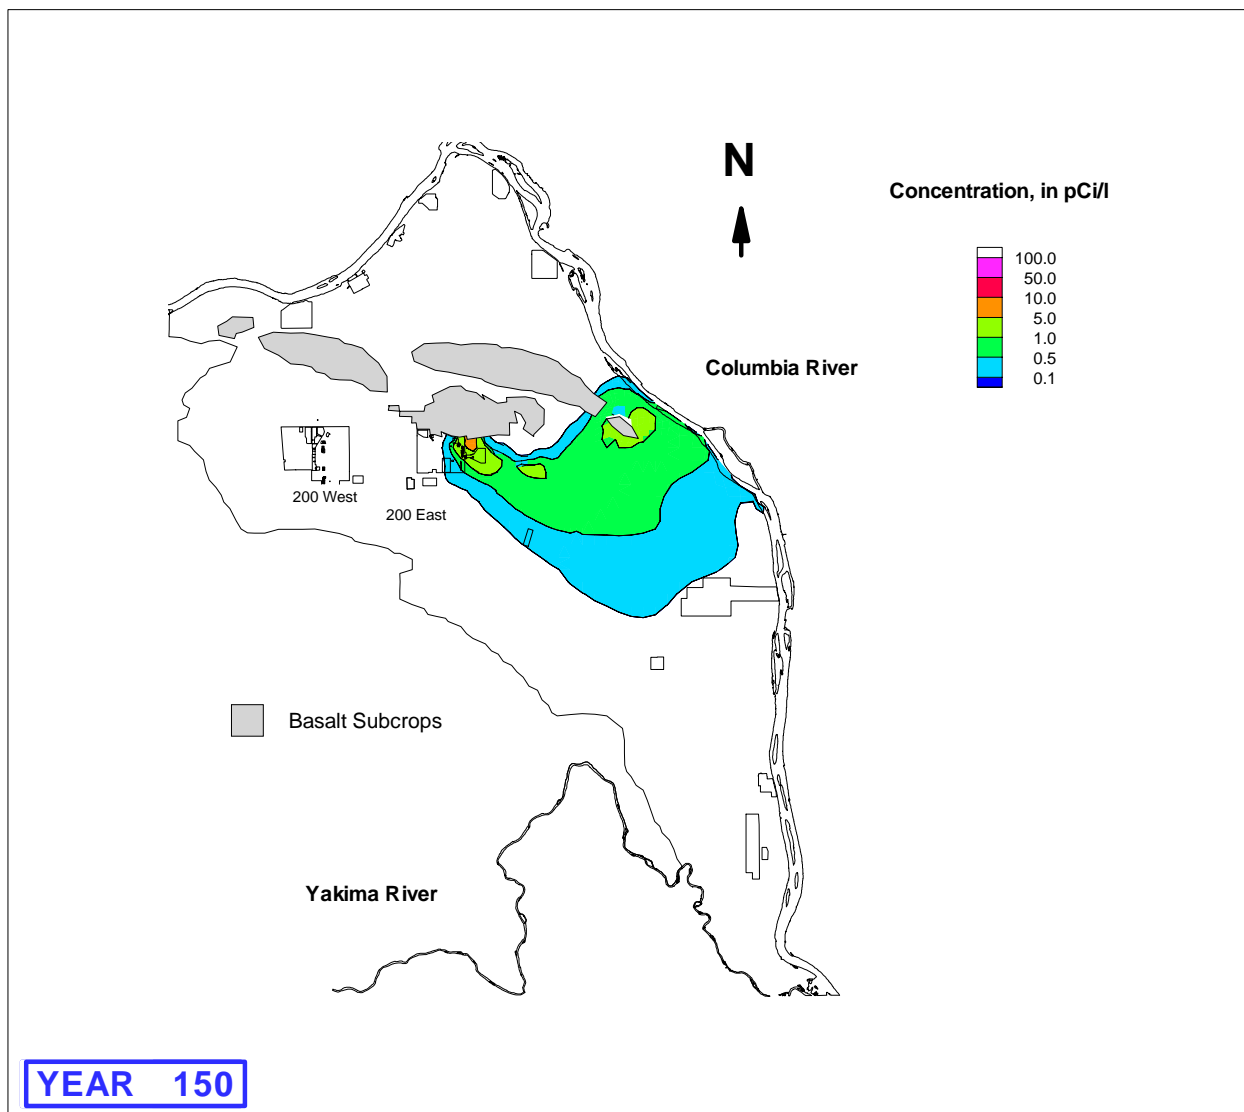 N
Concentration, in pCi/l
100.0
50.0
10.0
5.0
1.0
0.5
0.1
Columbia River
200 West
200 East
Basalt Subcrops
Yakima River
YEAR 150